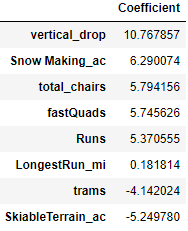 Coefficient
vertical_drop 10.767857
Snow Making_ac 6.290074
total_chairs 5.794156
fastQuads 5.745626
Runs 5.370555
LongestRun_mi 0.181814
trams -4.142024
SkiableTerrain_ac -5.249780